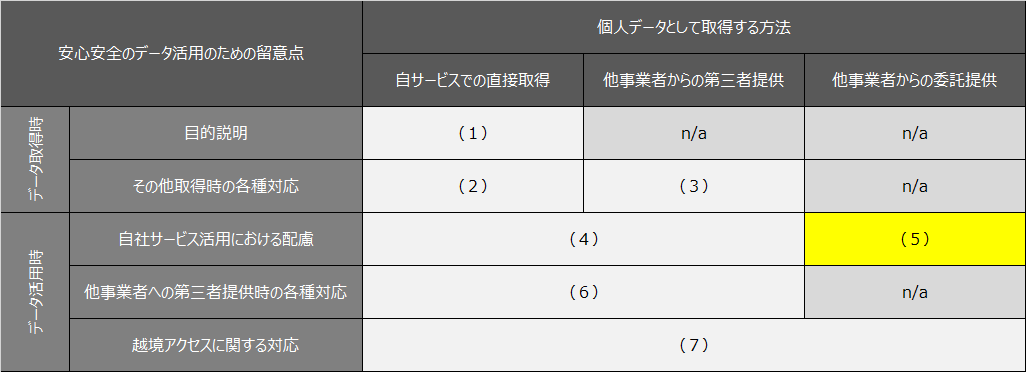 安心安全のデータ活用のための留意点
個人データとして取得する方法
自サービスでの直接取得
他事業者からの第三者提供
他事業者からの委託提供
データ取得時
目的説明
（１）
n/a
n/a
その他取得時の各種対応
（２）
（３）
n/a
データ活用時
自社サービス活用における配慮
（４）
（５）
他事業者への第三者提供時の各種対応
（６）
n/a
越境アクセスに関する対応
（７）